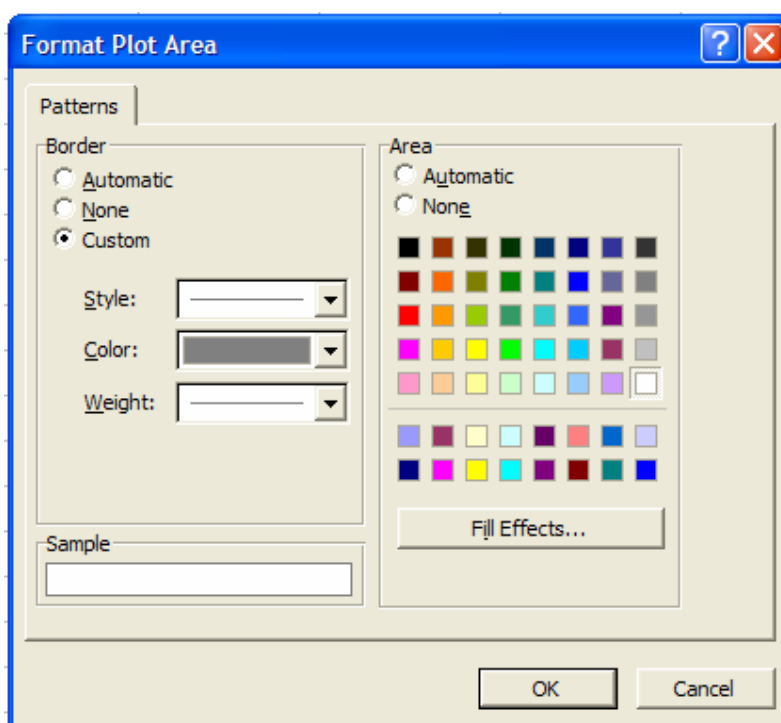 Format Plot Area
?
Patterns
Border
Automatic
None
Custom
Style:
Color:
Weight:
Sample
Area
Automatic
None
Fill Effects...
OK
Cancel